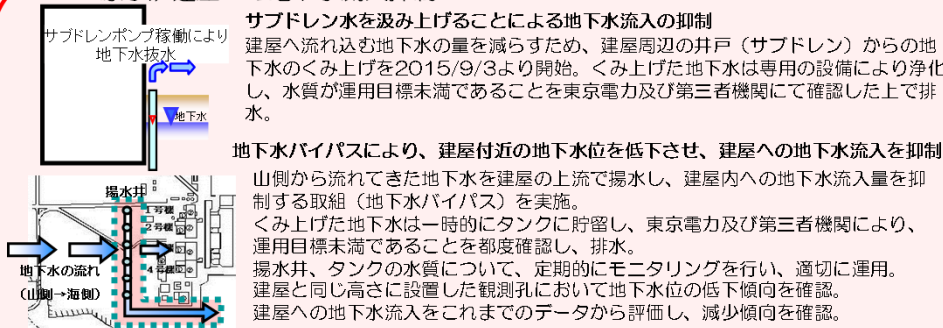 サブドレン水を汲み上げることによる地下水流入の抑制
サブドレンポンプ稼働により
地下水抜水
地下水
建屋へ流れ込む地下水の量を減らすため、建屋周辺の井戸（サブドレン）からの地
下水のくみ上げを2015/9/3より開始。くみ上げた地下水は専用の設備により浄化
し、水質が運用目標未満であることを東京電力及び第三者機関にて確認した上で排
水。
地下水バイパスにより、建屋付近の地下水位を低下させ、建屋への地下水流入を抑制
揚水井
1号機
2号機
4号機
地下水の流れ
（山側→海側）
山側から流れてきた地下水を建屋の上流で揚水し、建屋内への地下水流入量を抑
制する取組（地下水バイパス）を実施。
くみ上げた地下水は一時的にタンクに貯留し、東京電力及び第三者機関により、
運用目標未満であることを都度確認し、排水。
揚水井、タンクの水質について、定期的にモニタリングを行い、適切に運用。
建屋と同じ高さに設置した観測孔において地下水位の低下傾向を確認。
建屋への地下水流入をこれまでのデータから評価し、減少傾向を確認。